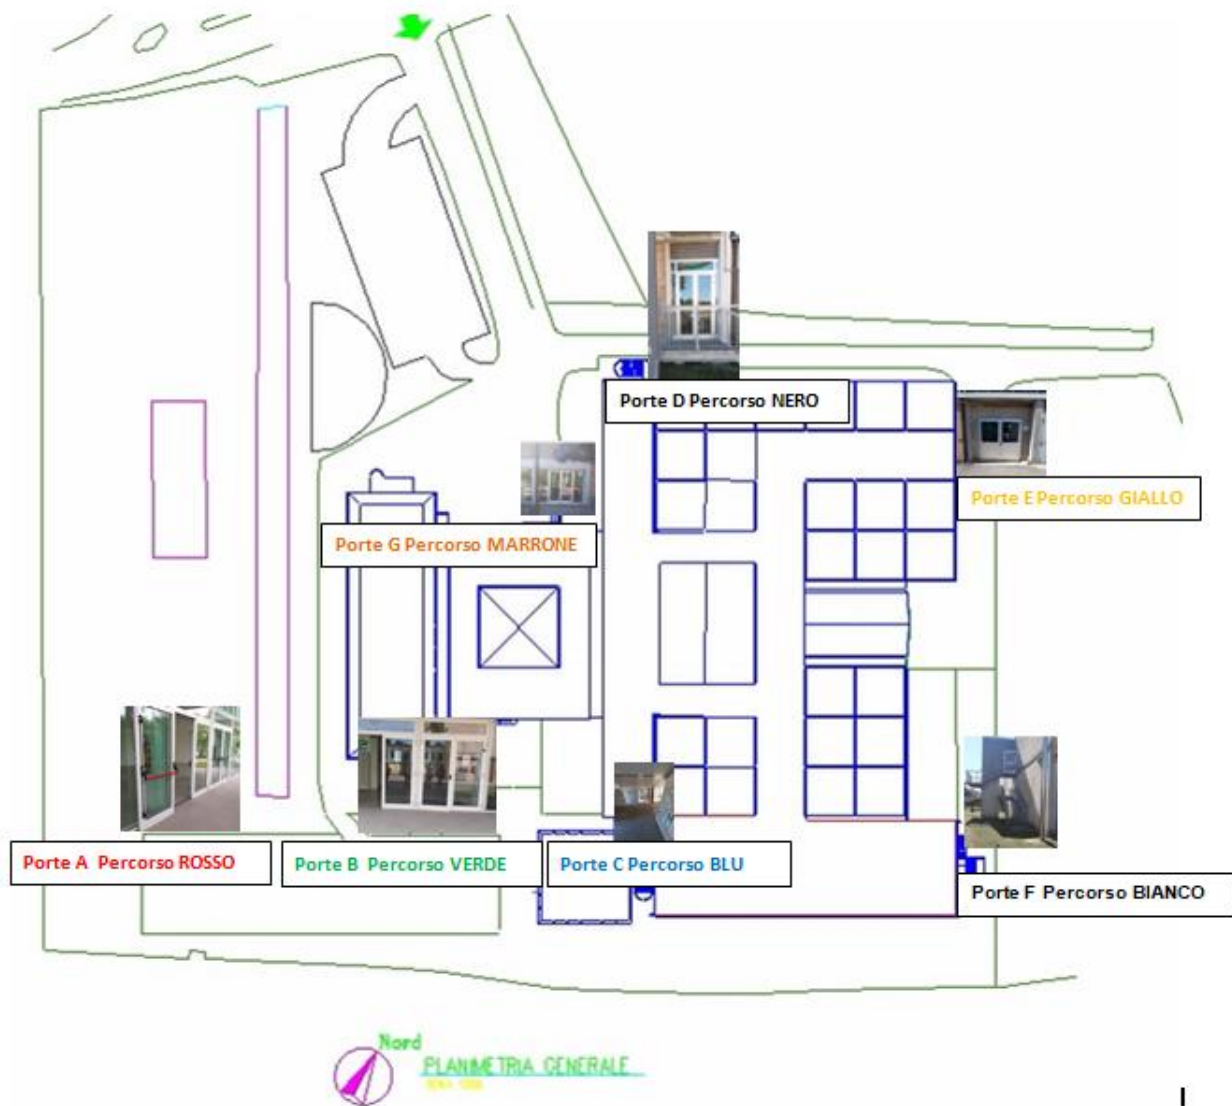 Porte D Percorso NERO
Porte E Percorso GIALLO
Porte G Percorso MARRONE
Porte A Percorso ROSSO
Porte B Percorso VERDE
Porte C Percorso BLU
Porte F Percorso BIANCO
Nord
PLANIMETRIA GENERALE